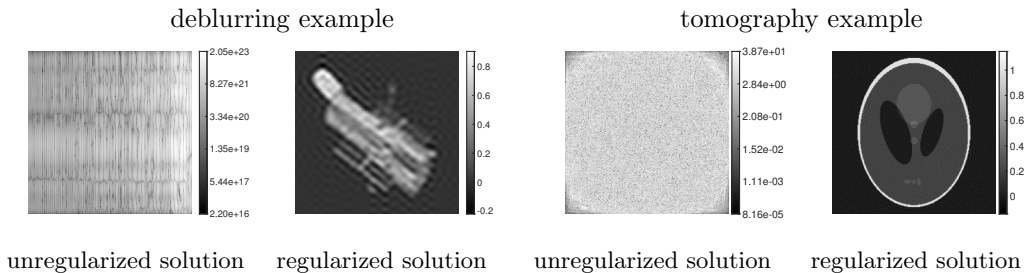 deblurring example
tomography example
2.05e+23
8.27e+21
3.34e+20
1.35e+19
5.44e+17
2.20e+16
0.8
0.6
0.4
0.2
0
-0.2
3.87e+01
2.84e+00
2.08e-01
1.52e-02
1.11e-03
8.16e-05
1
0.8
0.6
0.4
0.2
0
unregularized solution
regularized solution
unregularized solution
regularized solution